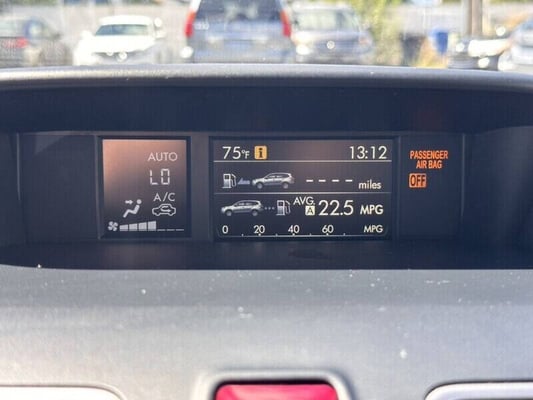 AUTO
LO
A/C
75°F i 13:12
---- miles
AVG.
A 22.5 MPG
0 20 40 60 MPG
PASSENGER
AIR BAG
OFF